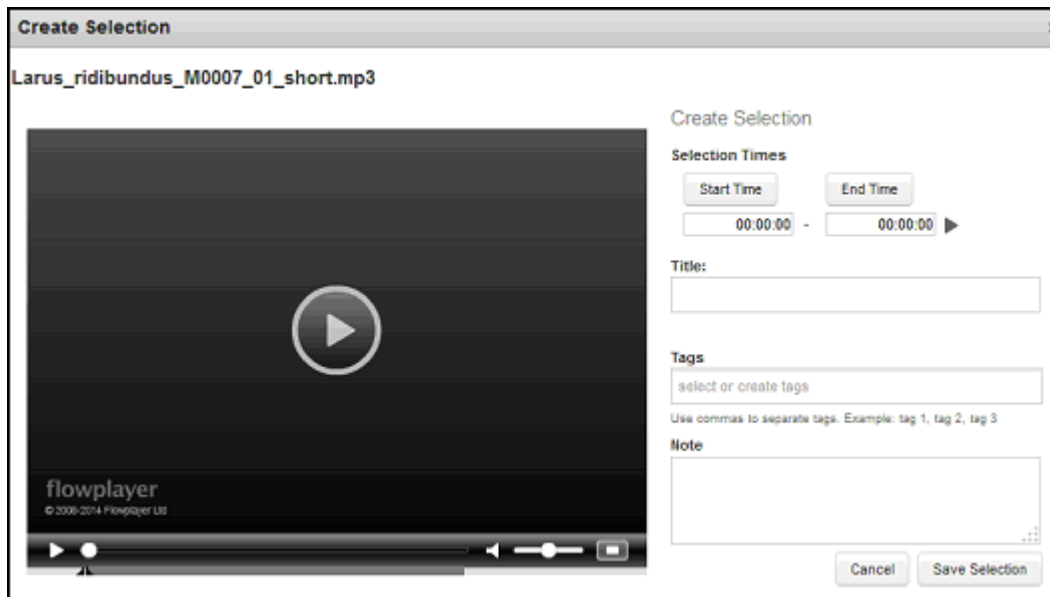 Create Selection
Larus_ridibundus_M0007_01_short.mp3
Create Selection
Selection Times
Start Time End Time
00:00:00 - 00:00:00
Title:
Tags
select or create tags
Use commas to separate tags. Example: tag 1, tag 2, tag 3
Note
flowplayer
© 2008-2014 Flowplayer Ltd
Cancel Save Selection